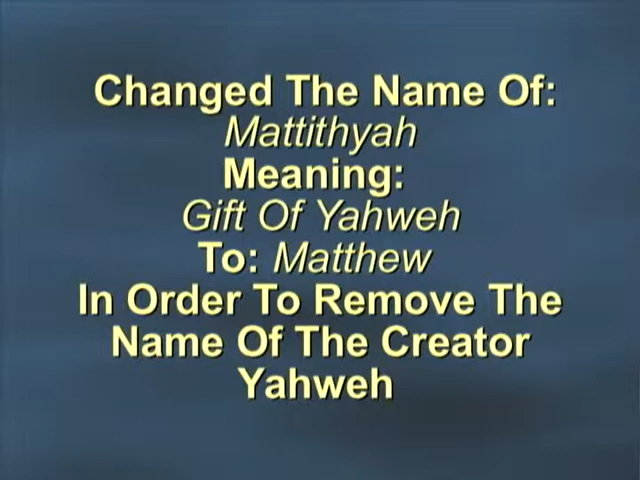 Changed The Name Of:
Mattithyah
Meaning:
Gift Of Yahweh
To: Matthew
In Order To Remove The
Name Of The Creator
Yahweh